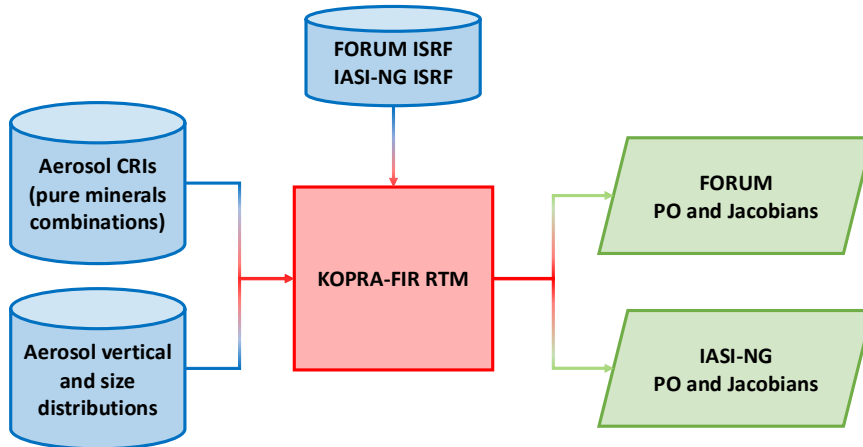 FORUM ISRF
IASI-NG ISRF
Aerosol CRIs
(pure minerals
combinations)
KOPRA-FIR RTM
FORUM
PO and Jacobians
Aerosol vertical
and size
distributions
IASI-NG
PO and Jacobians